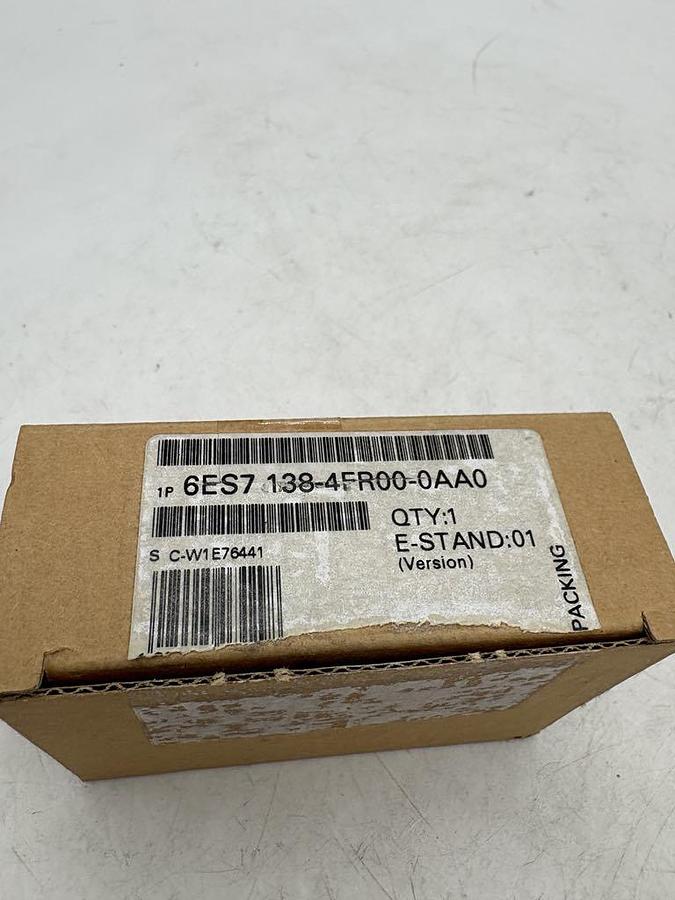 1P 6ES7 138-4FR00-0AA0
QTY:1
E-STAND:01
(Version)
S C-W1E76441
PACKING